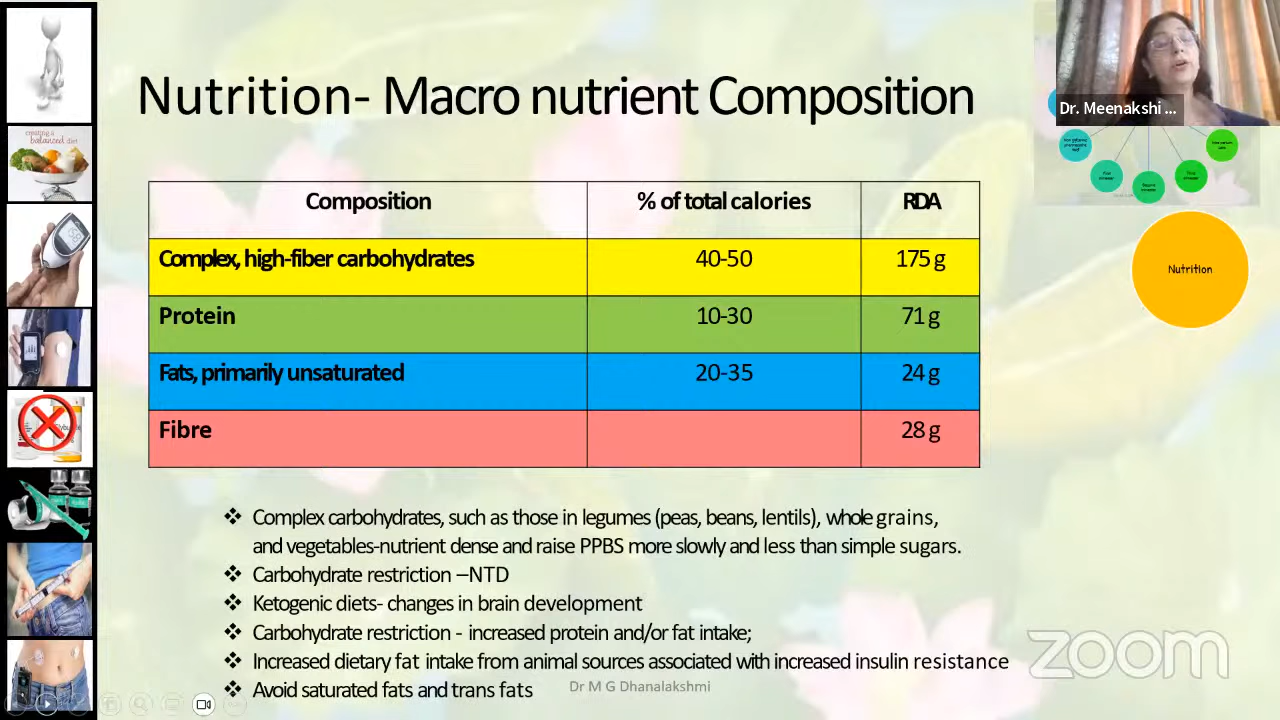 Nutrition- Macro nutrient Composition
Dr. Meenakshi ...
creating a
balanced diet
Composition % of total calories RDA
Complex, high-fiber carbohydrates 40-50 175 g
Protein 10-30 71 g
Fats, primarily unsaturated 20-35 24 g
Fibre 28 g
Nutrition
❖ Complex carbohydrates, such as those in legumes (peas, beans, lentils), whole grains,
and vegetables-nutrient dense and raise PPBS more slowly and less than simple sugars.
❖ Carbohydrate restriction –NTD
❖ Ketogenic diets- changes in brain development
❖ Carbohydrate restriction - increased protein and/or fat intake;
❖ Increased dietary fat intake from animal sources associated with increased insulin resistance
❖ Avoid saturated fats and trans fats
Dr M G Dhanalakshmi
zoom